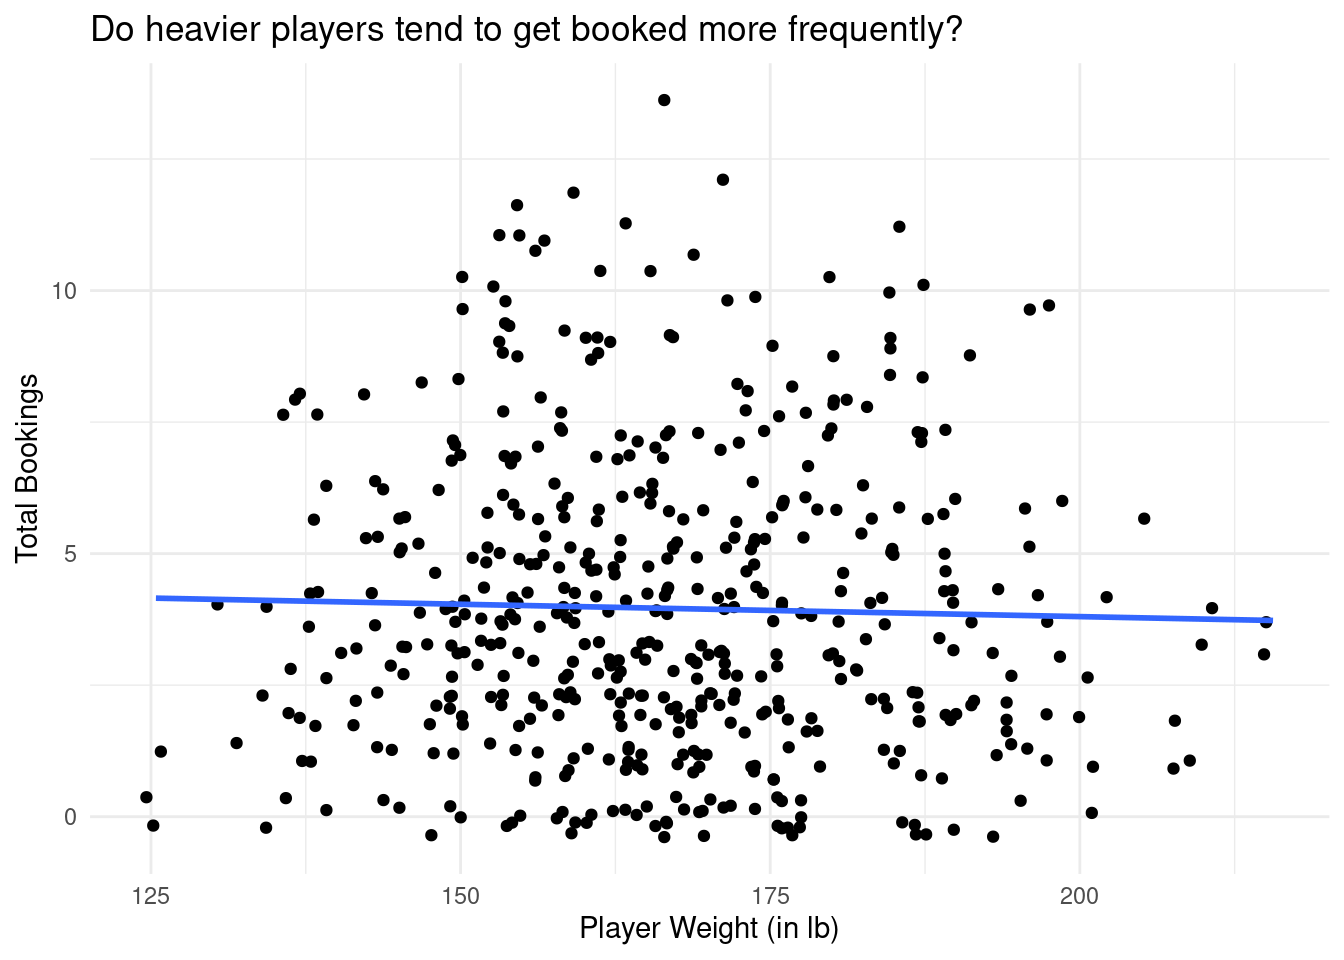 Do heavier players tend to get booked more frequently?
Total Bookings
10
5
0
125 150 175 200
Player Weight (in lb)